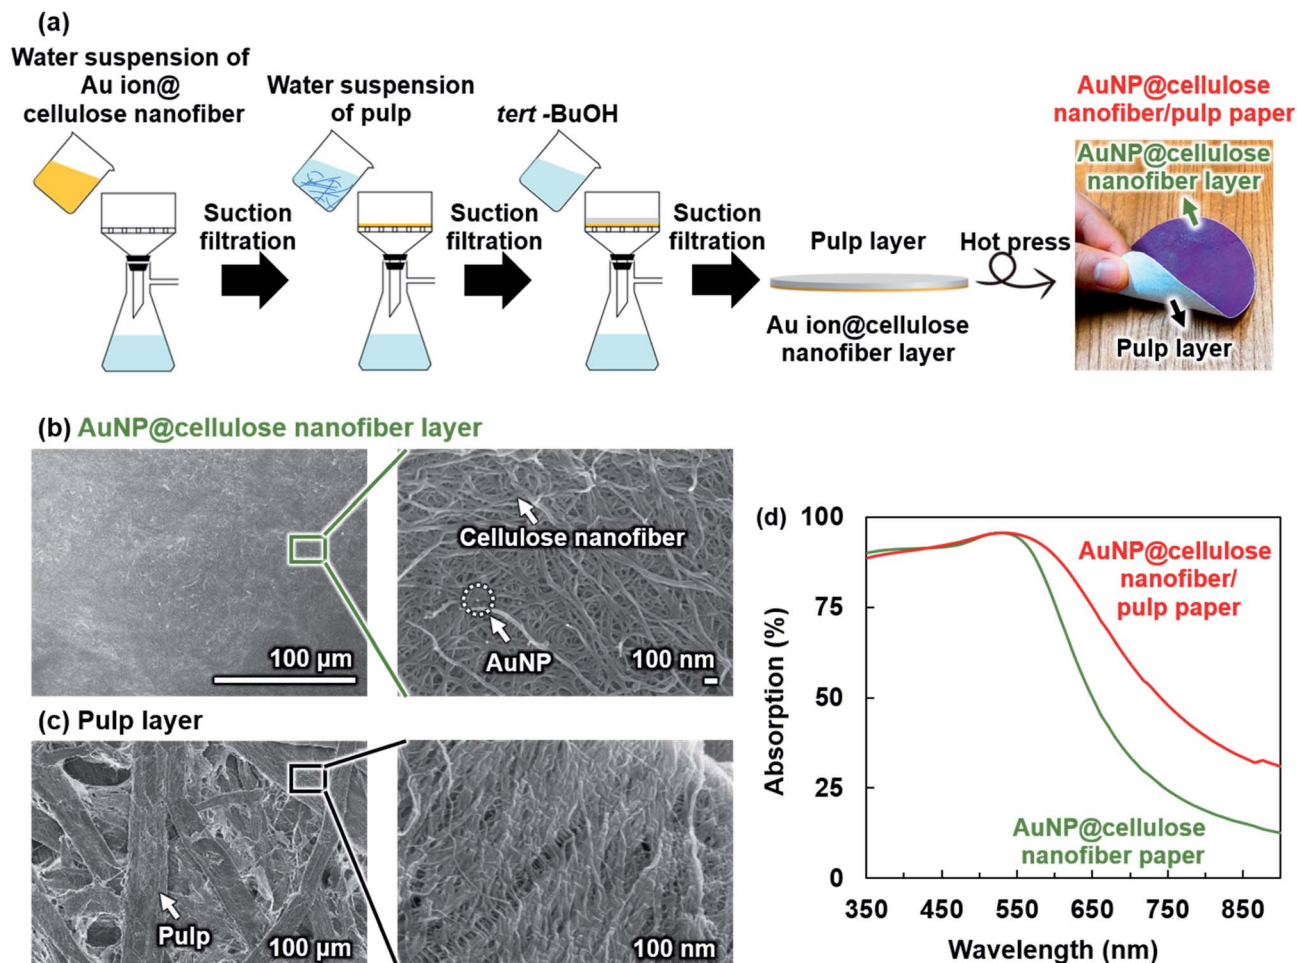 (a)
Water suspension of
Au ion@
cellulose nanofiber
Water suspension
of pulp
tert -BuOH
Suction
filtration
Suction
filtration
Suction
filtration
Pulp layer
Au ion@cellulose
nanofiber layer
Hot press
AuNP@cellulose
nanofiber/pulp paper
AuNP@cellulose
nanofiber layer
Pulp layer
(b) AuNP@cellulose nanofiber layer
100 μm
Cellulose nanofiber
AuNP
100 nm
(c) Pulp layer
Pulp
100 μm
100 nm
(d)
100
75
50
25
0
Absorption (%)
AuNP@cellulose
nanofiber/
pulp paper
AuNP@cellulose
nanofiber paper
350 450 550 650 750 850
Wavelength (nm)